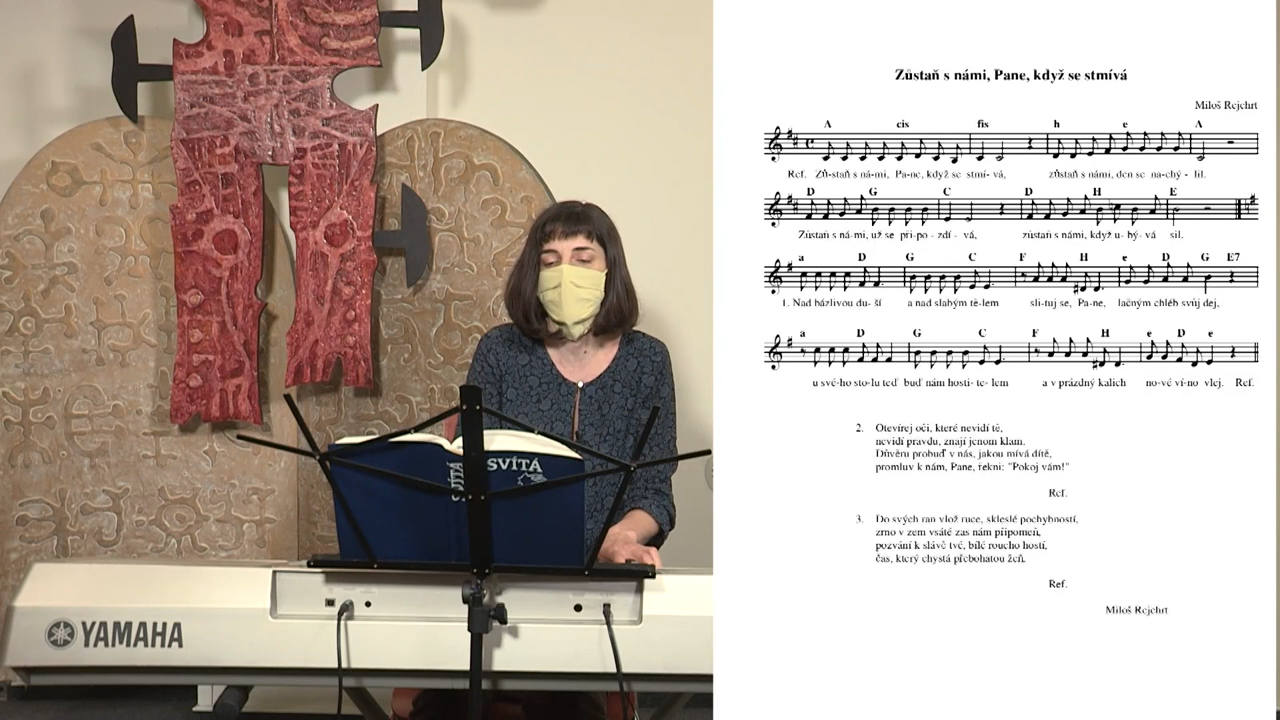 SVÍTÁ
SVÍTÁ
YAMAHA
Zůstaň s námi, Pane, když se stmívá
Miloš Rejchrt
A cis fis h e A
Ref. Zů-staň s ná-mi, Pa-ne, když se stmí-vá, zůstaň s námi, den se na-chý-lil.
D G C D H E
Zůstaň s ná-mi, už se při-po-zdí-vá, zůstaň s námi, když u-bý-vá sil.
a D G C F H e D G E7
1. Nad bázlivou du-ší a nad slabým tě-lem sli-tuj se, Pa-ne, lačným chléb svůj dej,
a D G C F H e D e
u své-ho sto-lu teď buď nám hosti-te-lem a v prázdný kalich no-vé ví-no vlej. Ref.
2. Otevírej oči, které nevidí tě,
nevidí pravdu, znají jenom klam.
Důvěru probuď v nás, jakou mívá dítě,
promluv k nám, Pane, řekni: "Pokoj vám!"
Ref.
3. Do svých ran vlož ruce, skleslé pochybností,
zrno v zem vsáté zas nám připomeň,
pozvání k slávě tvé, bílé roucho hostí,
čas, který chystá přebohatou žeň.
Ref.
Miloš Rejchrt